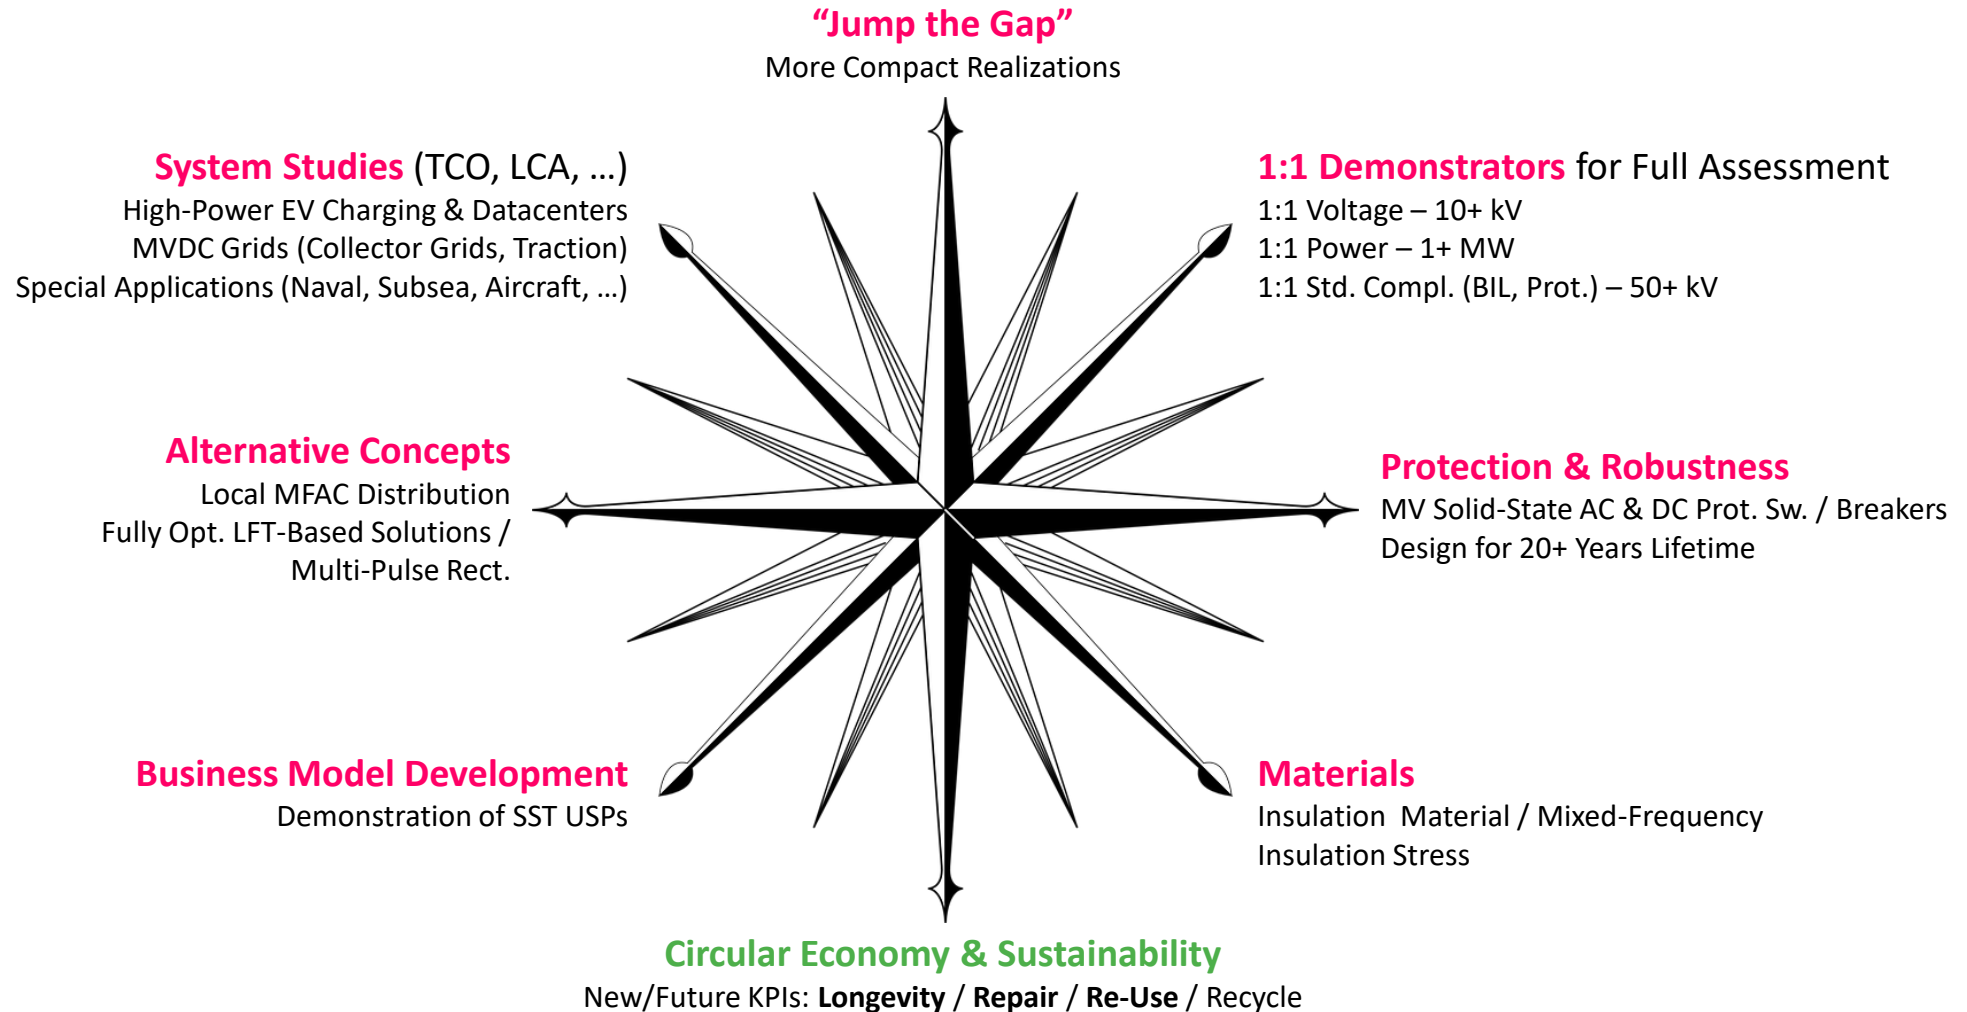 “Jump the Gap”
More Compact Realizations
System Studies (TCO, LCA, ...)
High-Power EV Charging & Datacenters
MVDC Grids (Collector Grids, Traction)
Special Applications (Naval, Subsea, Aircraft, ...)
1:1 Demonstrators for Full Assessment
1:1 Voltage – 10+ kV
1:1 Power – 1+ MW
1:1 Std. Compl. (BIL, Prot.) – 50+ kV
Alternative Concepts
Local MFAC Distribution
Fully Opt. LFT-Based Solutions /
Multi-Pulse Rect.
Protection & Robustness
MV Solid-State AC & DC Prot. Sw. / Breakers
Design for 20+ Years Lifetime
Business Model Development
Demonstration of SST USPs
Materials
Insulation Material / Mixed-Frequency
Insulation Stress
Circular Economy & Sustainability
New/Future KPIs: Longevity / Repair / Re-Use / Recycle